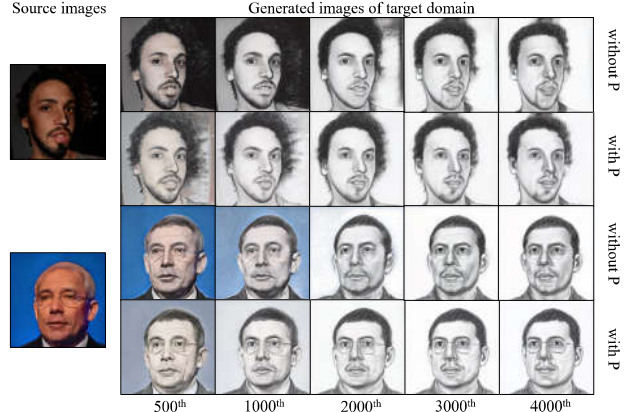 Source images
Generated images of target domain
without P
with P
without P
with P
500th
1000th
2000th
3000th
4000th